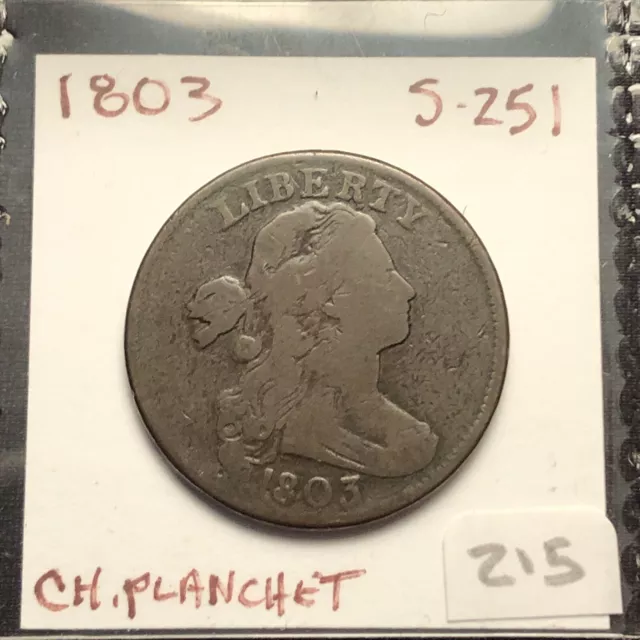 1803 S-251
LIBERTY
1803
CH. PLANCHET
215